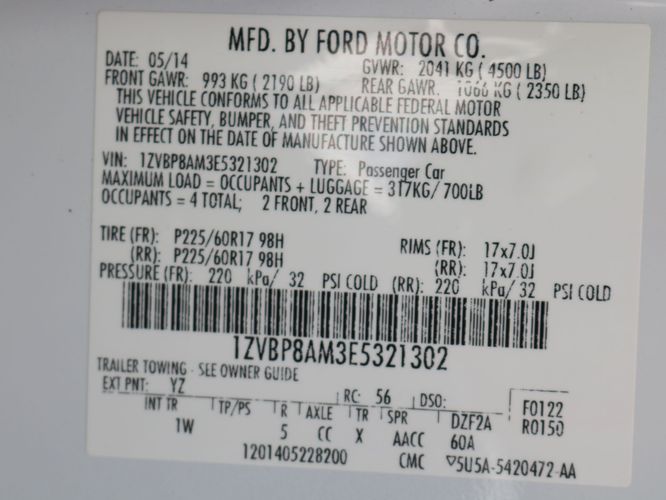 MFD. BY FORD MOTOR CO.
DATE: 05/14 GVWR: 2041 KG ( 4500 LB)
FRONT GAWR: 993 KG ( 2190 LB) REAR GAWR: 1066 KG ( 2350 LB)
THIS VEHICLE CONFORMS TO ALL APPLICABLE FEDERAL MOTOR
VEHICLE SAFETY, BUMPER, AND THEFT PREVENTION STANDARDS
IN EFFECT ON THE DATE OF MANUFACTURE SHOWN ABOVE.
VIN: 1ZVBP8AM3E5321302 TYPE: Passenger Car
MAXIMUM LOAD = OCCUPANTS + LUGGAGE = 317KG/ 700LB
OCCUPANTS = 4 TOTAL; 2 FRONT, 2 REAR
TIRE (FR): P225/60R17 98H RIMS (FR): 17x7.0J
(RR): P225/60R17 98H (RR): 17x7.0J
PRESSURE (FR): 220 kPa/ 32 PSI COLD (RR): 220 kPa/ 32 PSI COLD
1ZVBP8AM3E5321302
TRAILER TOWING - SEE OWNER GUIDE
EXT PNT: YZ RC: 56 DSO: F0122
INT TR TP/PS R AXLE TR SPR DZF2A R0150
1W 5 CC X AACC 60A
1201405228200 CMC ▽5U5A-5420472-AA